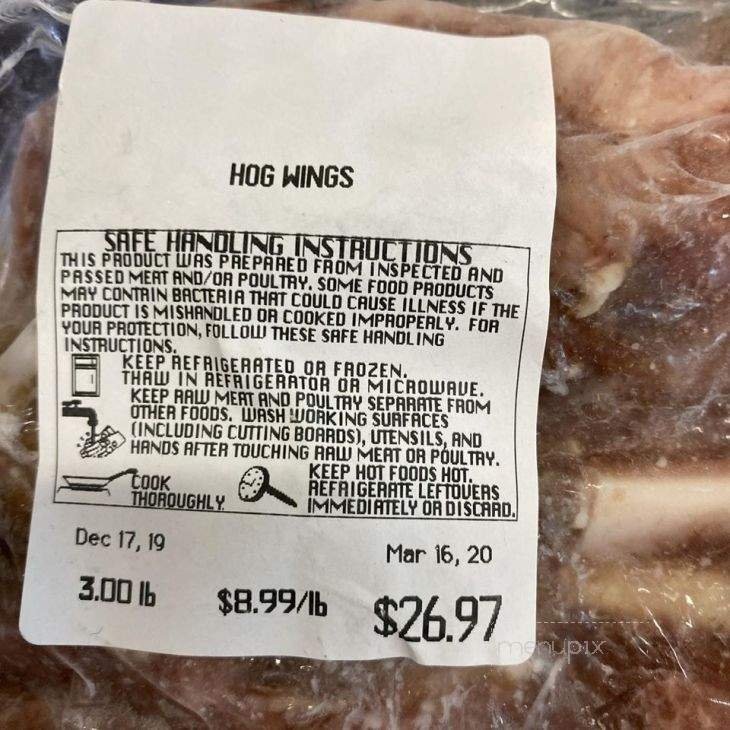 HOG WINGS
SAFE HANDLING INSTRUCTIONS
THIS PRODUCT WAS PREPARED FROM INSPECTED AND
PASSED MEAT AND/OR POULTRY. SOME FOOD PRODUCTS
MAY CONTAIN BACTERIA THAT COULD CAUSE ILLNESS IF THE
PRODUCT IS MISHANDLED OR COOKED IMPROPERLY. FOR
YOUR PROTECTION, FOLLOW THESE SAFE HANDLING
INSTRUCTIONS.
KEEP REFRIGERATED OR FROZEN.
THAW IN REFRIGERATOR OR MICROWAVE.
KEEP RAW MEAT AND POULTRY SEPARATE FROM
OTHER FOODS. WASH WORKING SURFACES
(INCLUDING CUTTING BOARDS), UTENSILS, AND
HANDS AFTER TOUCHING RAW MEAT OR POULTRY.
COOK
THOROUGHLY.
KEEP HOT FOODS HOT.
REFRIGERATE LEFTOVERS
IMMEDIATELY OR DISCARD.
Dec 17, 19
Mar 16, 20
3.00 lb
$8.99/lb
$26.97
menupix